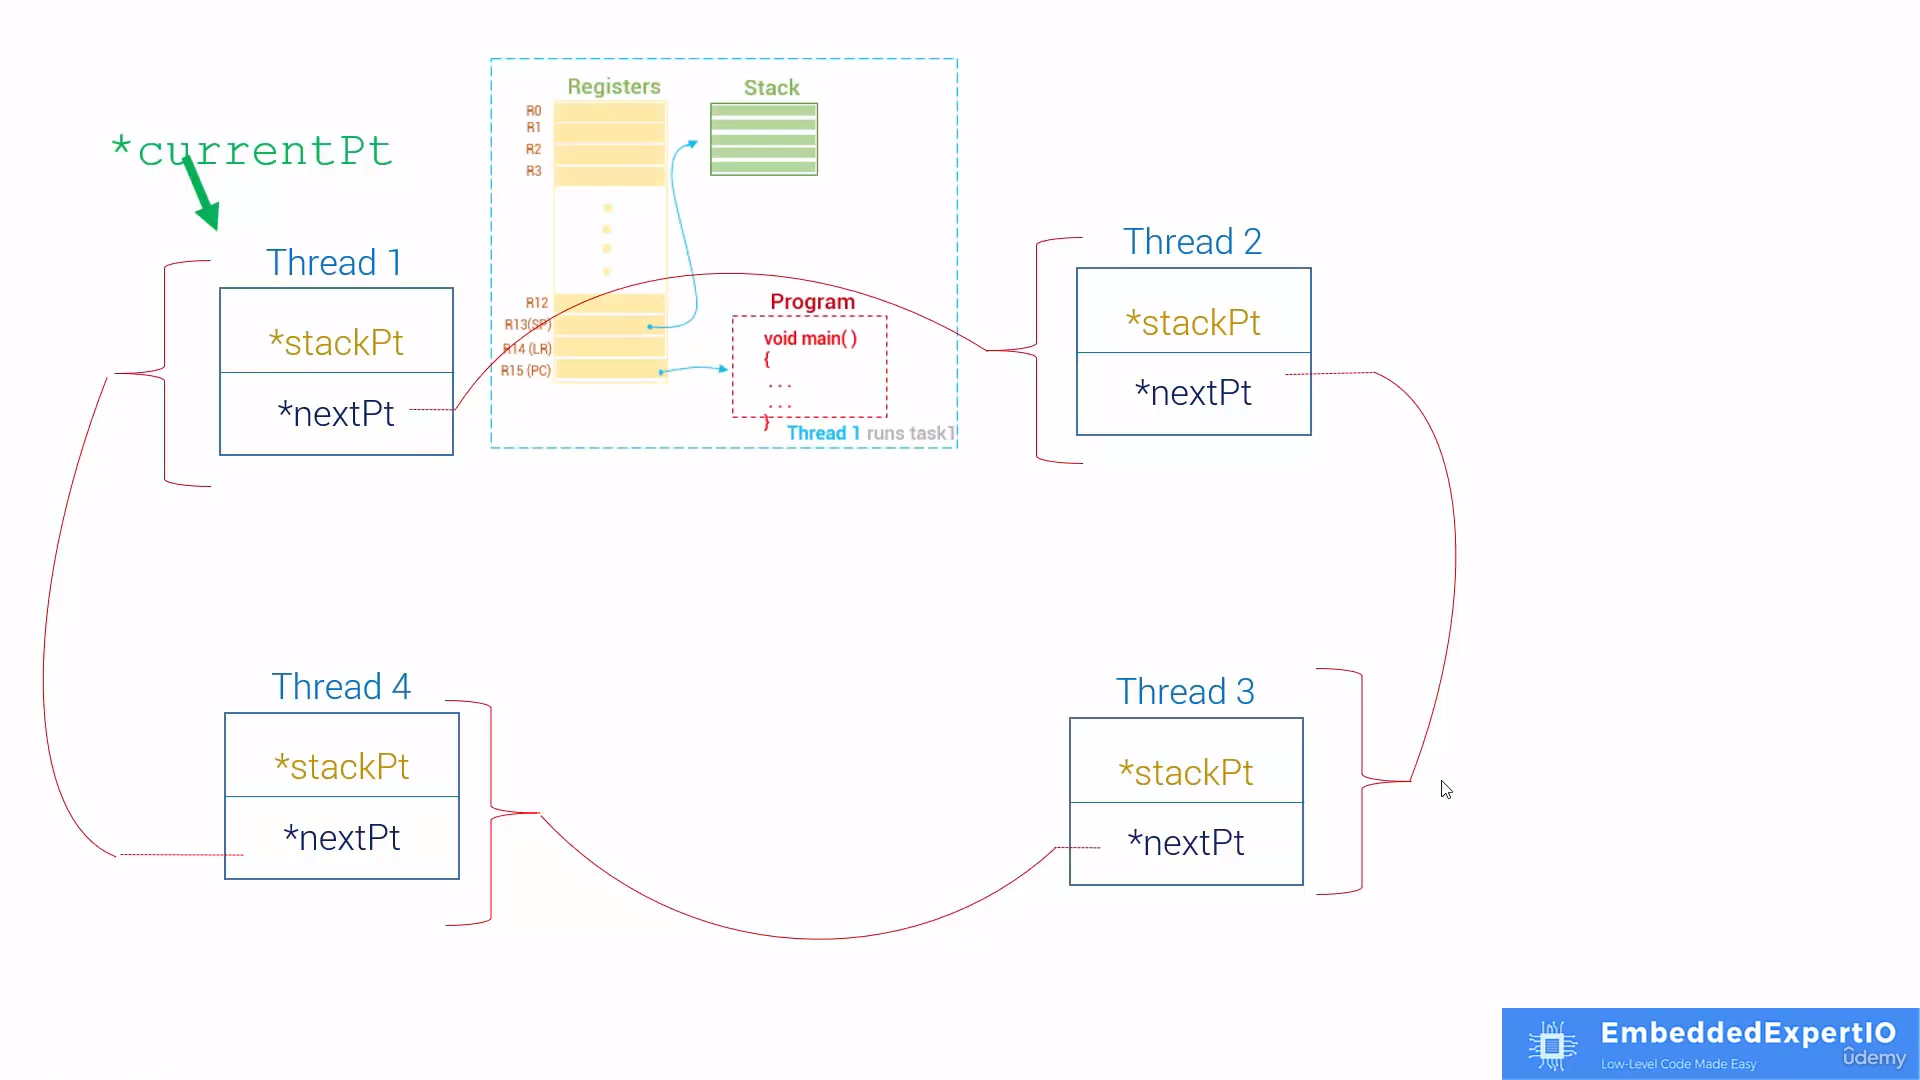 *currentPt
Registers
Stack
R0
R1
R2
R3
R12
R13(SP)
R14 (LR)
R15 (PC)
Program
void main( )
{
. . .
. . .
}
Thread 1 runs task1
Thread 1
*stackPt
*nextPt
Thread 2
*stackPt
*nextPt
Thread 4
*stackPt
*nextPt
Thread 3
*stackPt
*nextPt
EmbeddedExpertIO
Low-Level Code Made Easy
ûdemy